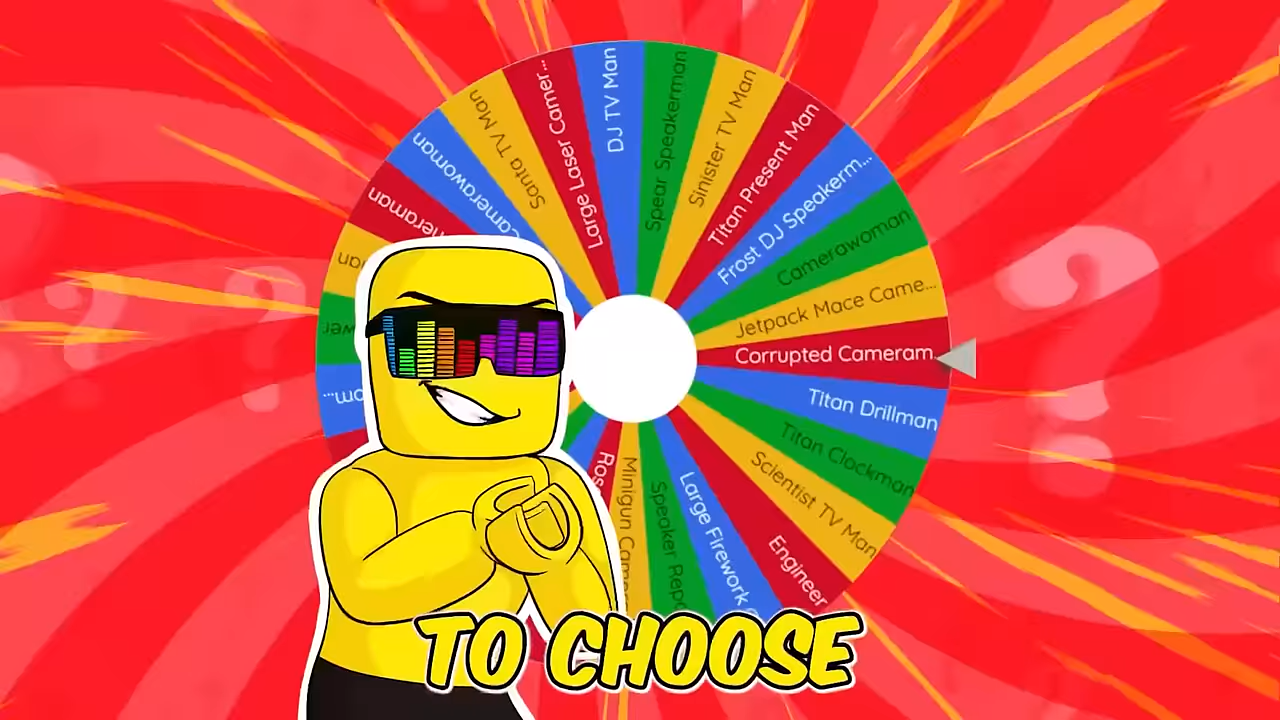 Camerawoman
Santa TV Man
Large Laser Camer...
DJ TV Man
Spear Speakerman
Sinister TV Man
Titan Present Man
Frost DJ Speakerm...
Camerawoman
Jetpack Mace Came...
Corrupted Cameram
Titan Drillman
Titan Clockman
Scientist TV Man
Engineer
Large Firework
Speaker Repo
Minigun Came
TO CHOOSE